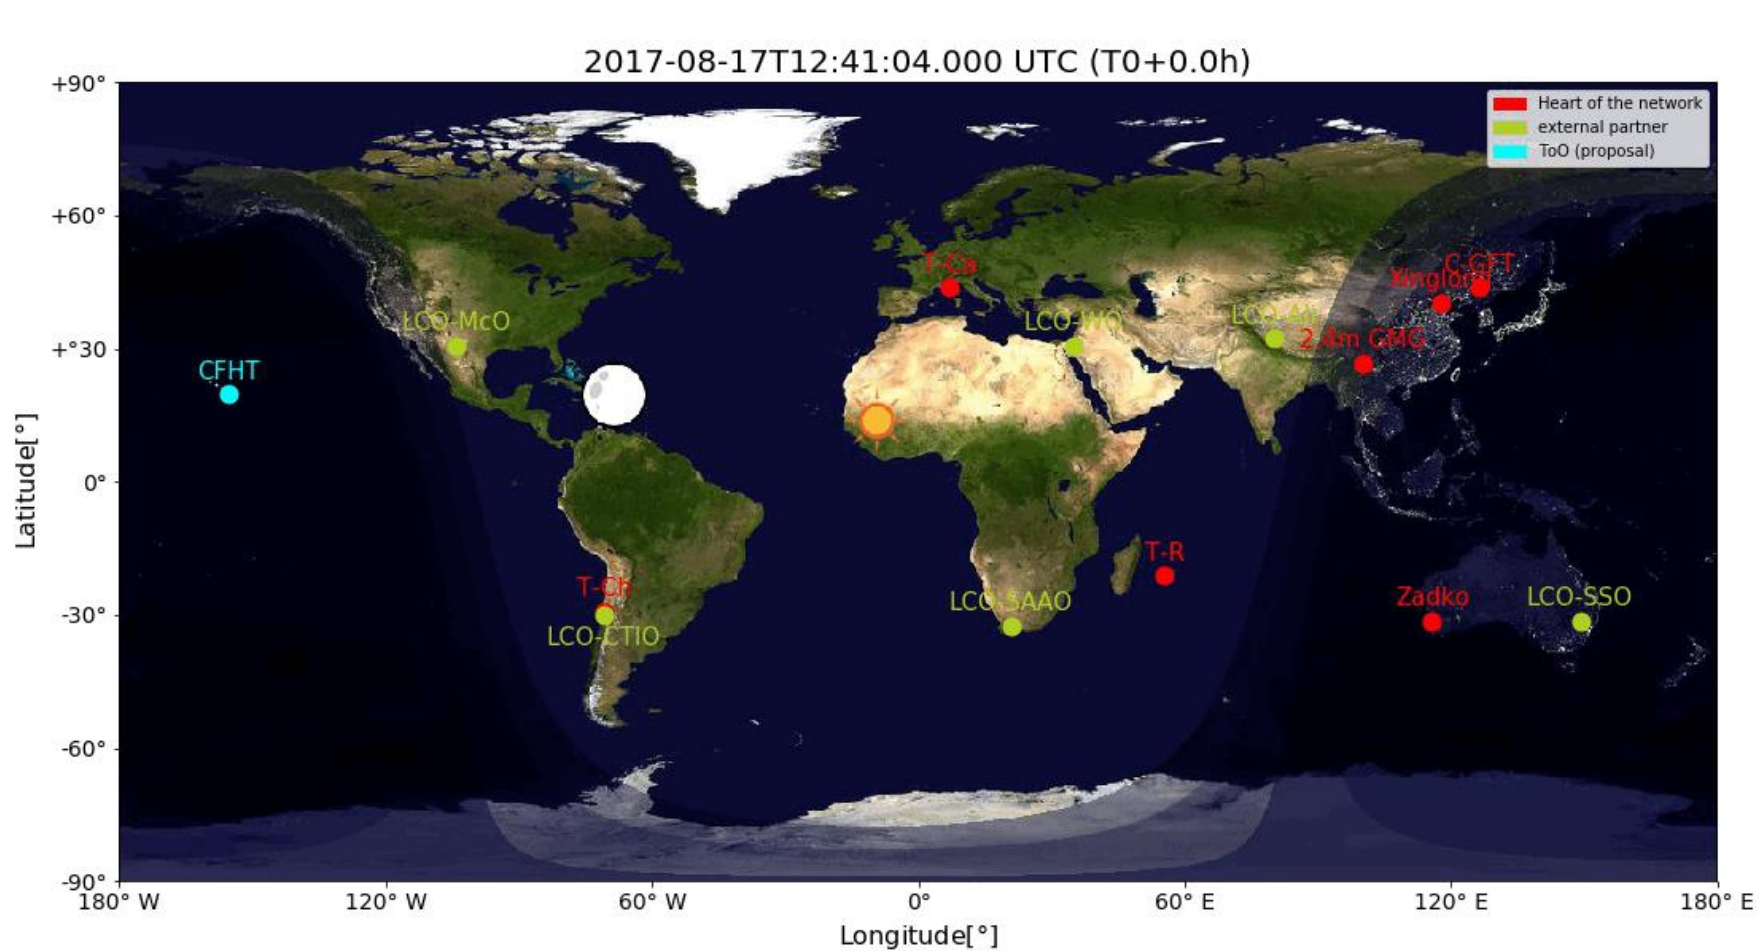 2017-08-17T12:41:04.000 UTC (T0+0.0h)
+90°
Heart of the network
external partner
ToO (proposal)
+60°
T-Ca
C-GFT
Xinglong
LCO-McO
LCO-WO
LCO-Ali
2.4m GMG
+°30
CFHT
Latitude[°]
0°
T-R
T-Ch
Zadko
LCO-SSO
LCO-SAAO
-30°
LCO-CTIO
-60°
-90°
180° W
120° W
60° W
0°
60° E
120° E
180° E
Longitude[°]